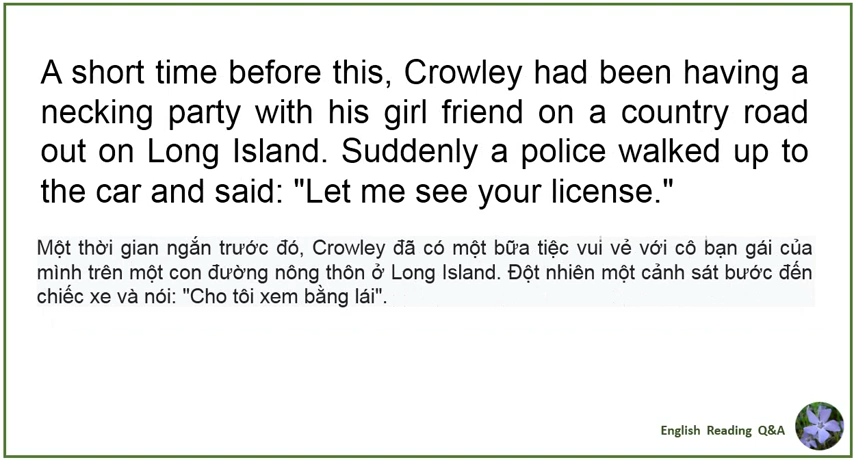 A short time before this, Crowley had been having a
necking party with his girl friend on a country road
out on Long Island. Suddenly a police walked up to
the car and said: "Let me see your license."
Một thời gian ngắn trước đó, Crowley đã có một bữa tiệc vui vẻ với cô bạn gái của
mình trên một con đường nông thôn ở Long Island. Đột nhiên một cảnh sát bước đến
chiếc xe và nói: "Cho tôi xem bằng lái".
English Reading Q&A